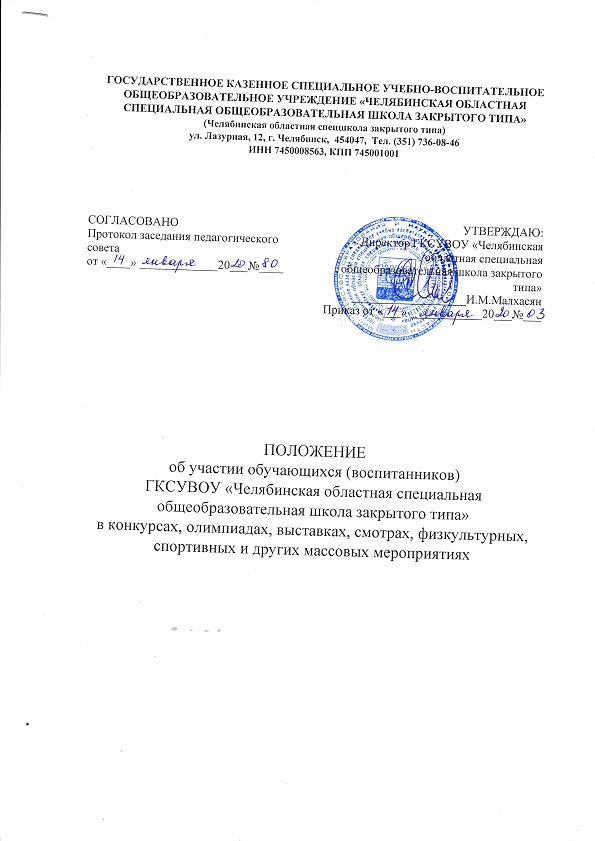 ГОСУДАРСТВЕННОЕ КАЗЕННОЕ СПЕЦИАЛЬНОЕ УЧЕБНО-ВОСПИТАТЕЛЬНОЕ
ОБЩЕОБРАЗОВАТЕЛЬНОЕ УЧРЕЖДЕНИЕ «ЧЕЛЯБИНСКАЯ ОБЛАСТНАЯ
СПЕЦИАЛЬНАЯ ОБЩЕОБРАЗОВАТЕЛЬНАЯ ШКОЛА ЗАКРЫТОГО ТИПА»
(Челябинская областная спецшкола закрытого типа)
ул. Лазурная, 12, г. Челябинск, 454047, Тел. (351) 736-08-46
ИНН 7450008563, КПП 745001001
СОГЛАСОВАНО
Протокол заседания педагогического
совета
от «14» января 2020 № 80
УТВЕРЖДАЮ:
Директор ГКСУВОУ «Челябинская
областная специальная
общеобразовательная школа закрытого
типа»
И.М.Малхасян
Приказ от «14» января 2020 № 03
ПОЛОЖЕНИЕ
об участии обучающихся (воспитанников)
ГКСУВОУ «Челябинская областная специальная
общеобразовательная школа закрытого типа»
в конкурсах, олимпиадах, выставках, смотрах, физкультурных,
спортивных и других массовых мероприятиях